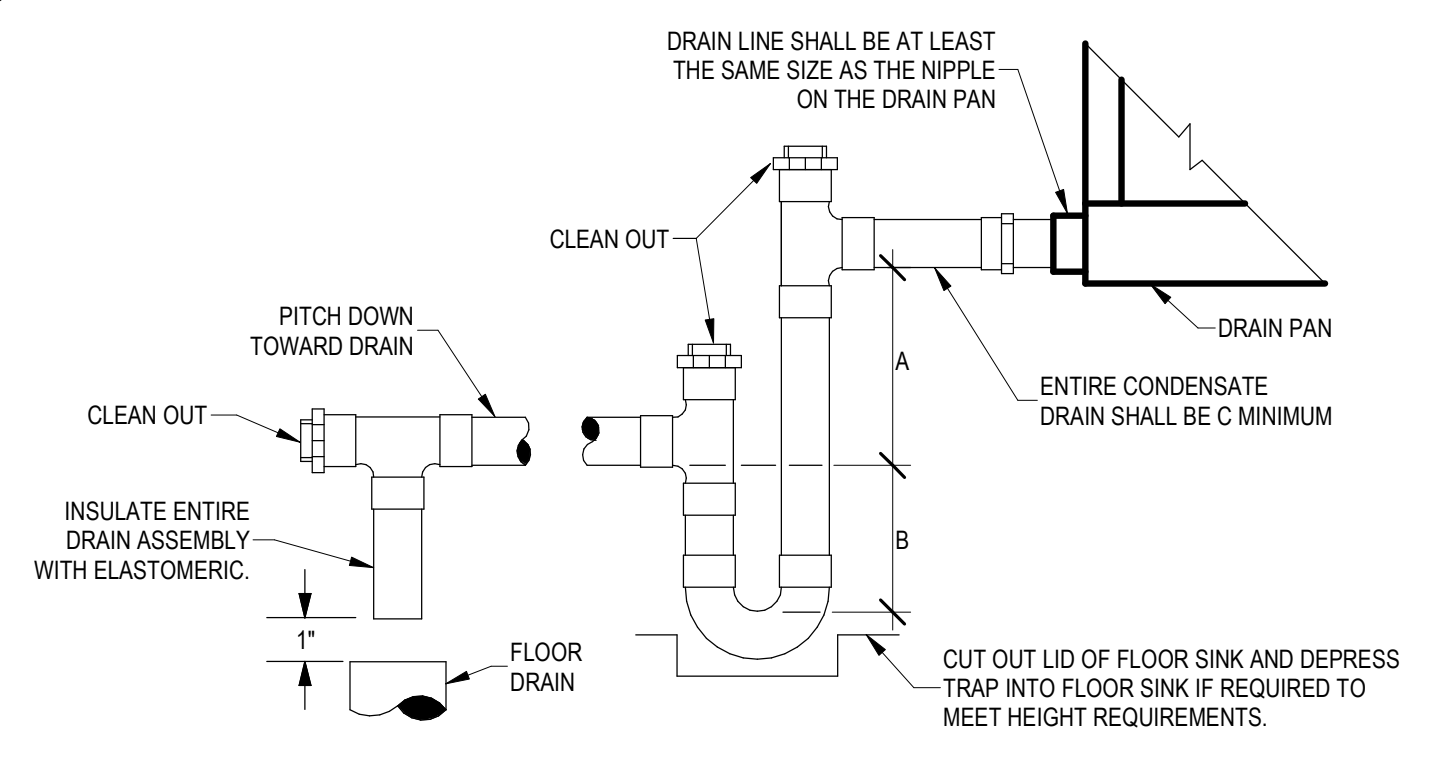 DRAIN LINE SHALL BE AT LEAST
THE SAME SIZE AS THE NIPPLE
ON THE DRAIN PAN
CLEAN OUT
PITCH DOWN
TOWARD DRAIN
DRAIN PAN
A
ENTIRE CONDENSATE
DRAIN SHALL BE C MINIMUM
CLEAN OUT
INSULATE ENTIRE
DRAIN ASSEMBLY
WITH ELASTOMERIC.
B
1"
FLOOR
DRAIN
CUT OUT LID OF FLOOR SINK AND DEPRESS
TRAP INTO FLOOR SINK IF REQUIRED TO
MEET HEIGHT REQUIREMENTS.